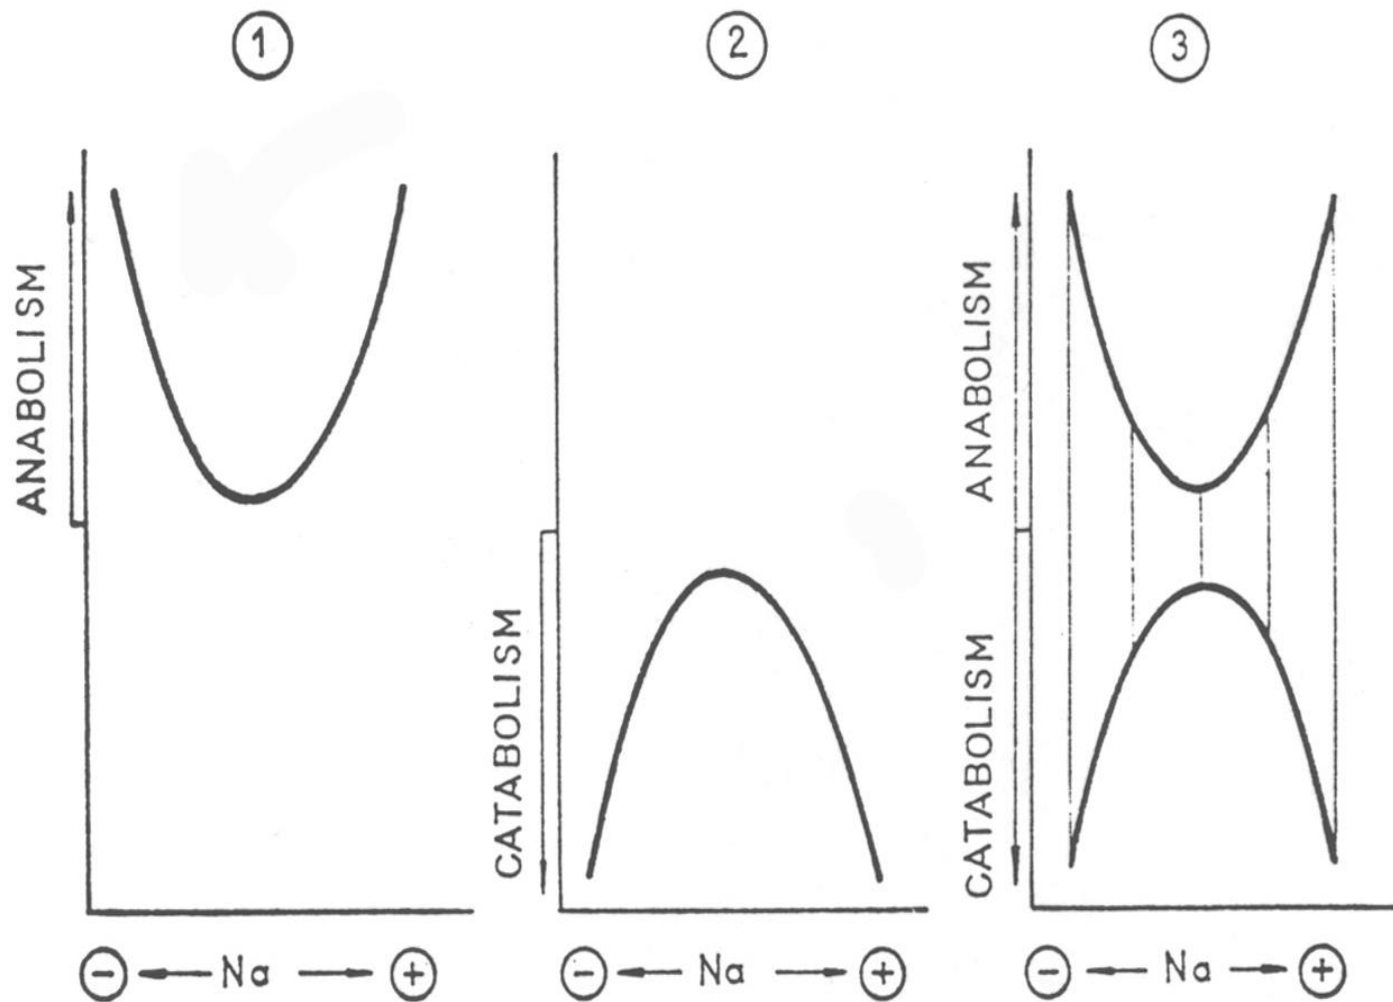 1
2
3
ANABOLISM
CATABOLISM
ANABOLISM
CATABOLISM
− ← Na → +
− ← Na → +
− ← Na → +